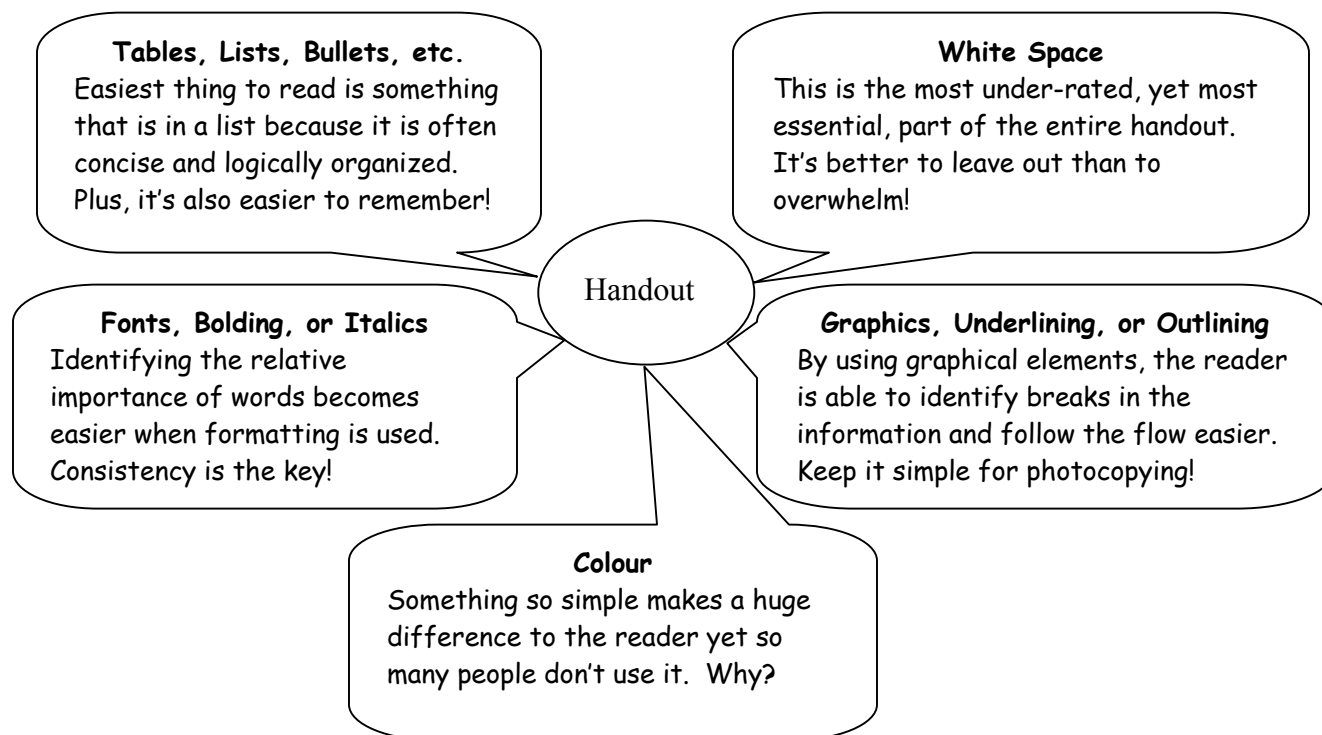 Tables, Lists, Bullets, etc.
Easiest thing to read is something
that is in a list because it is often
concise and logically organized.
Plus, it's also easier to remember!
White Space
This is the most under-rated, yet most
essential, part of the entire handout.
It's better to leave out than to
overwhelm!
Handout
Fonts, Bolding, or Italics
Identifying the relative
importance of words becomes
easier when formatting is used.
Consistency is the key!
Graphics, Underlining, or Outlining
By using graphical elements, the reader
is able to identify breaks in the
information and follow the flow easier.
Keep it simple for photocopying!
Colour
Something so simple makes a huge
difference to the reader yet so
many people don't use it.  Why?